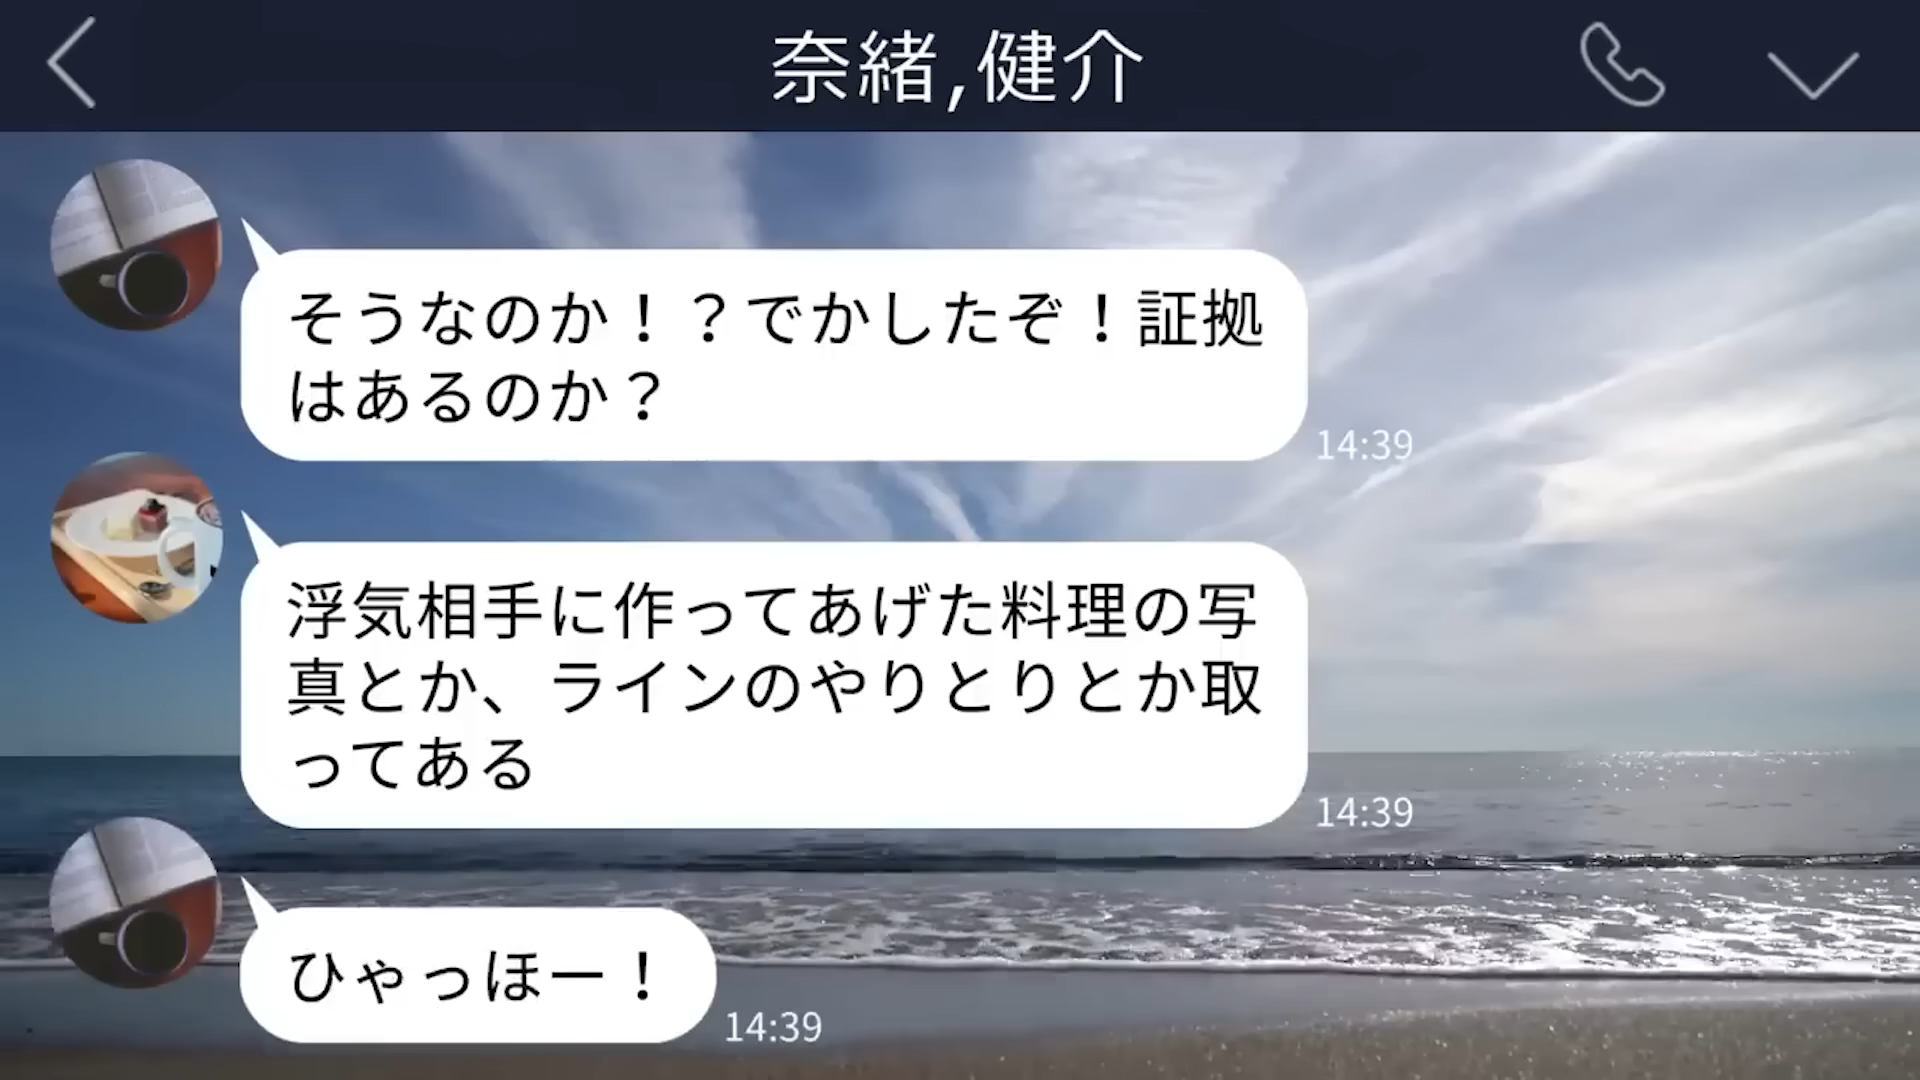 奈緒,健介
そうなのか！？でかしたぞ！証拠
はあるのか？
14:39
浮気相手に作ってあげた料理の写
真とか、ラインのやりとりとか取
ってある
14:39
ひゃっほー！
14:39